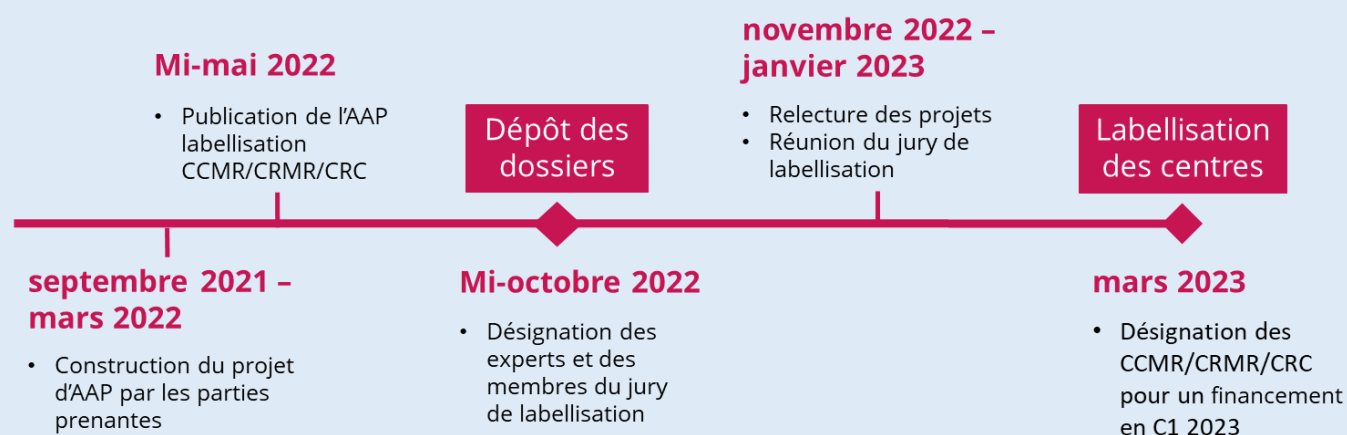 septembre 2021 –
mars 2022
• Construction du projet
d’AAP par les parties
prenantes
Mi-mai 2022
• Publication de l’AAP
labellisation
CCMR/CRMR/CRC
Dépôt des
dossiers
Mi-octobre 2022
• Désignation des
experts et des
membres du jury
de labellisation
novembre 2022 –
janvier 2023
• Relecture des projets
• Réunion du jury de
labellisation
Labellisation
des centres
mars 2023
• Désignation des
CCMR/CRMR/CRC
pour un financement
en C1 2023